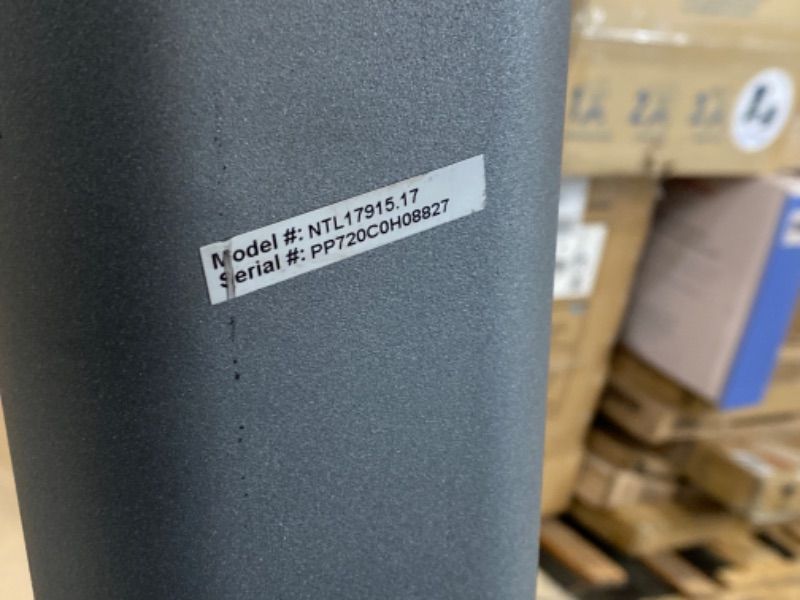 Model #: NTL17915.17
Serial #: PP720C0H08827